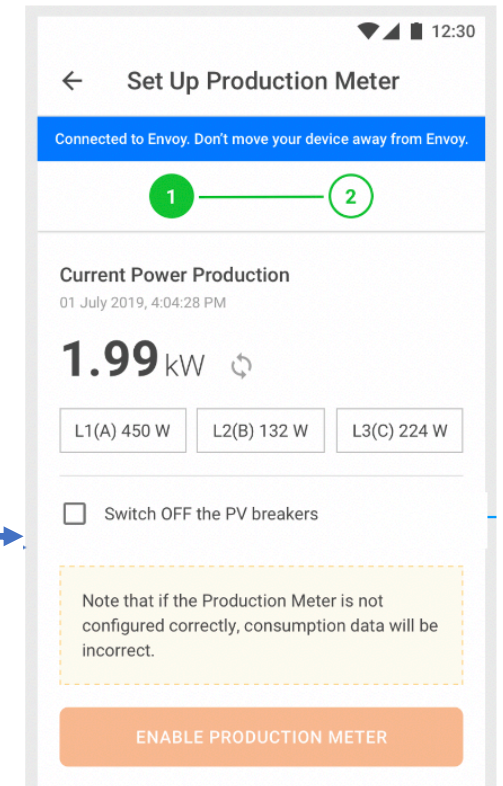 12:30
Set Up Production Meter
Connected to Envoy. Don't move your device away from Envoy.
1 2
Current Power Production
01 July 2019, 4:04:28 PM
1.99 kW
L1(A) 450 W L2(B) 132 W L3(C) 224 W
Switch OFF the PV breakers
Note that if the Production Meter is not
configured correctly, consumption data will be
incorrect.
ENABLE PRODUCTION METER